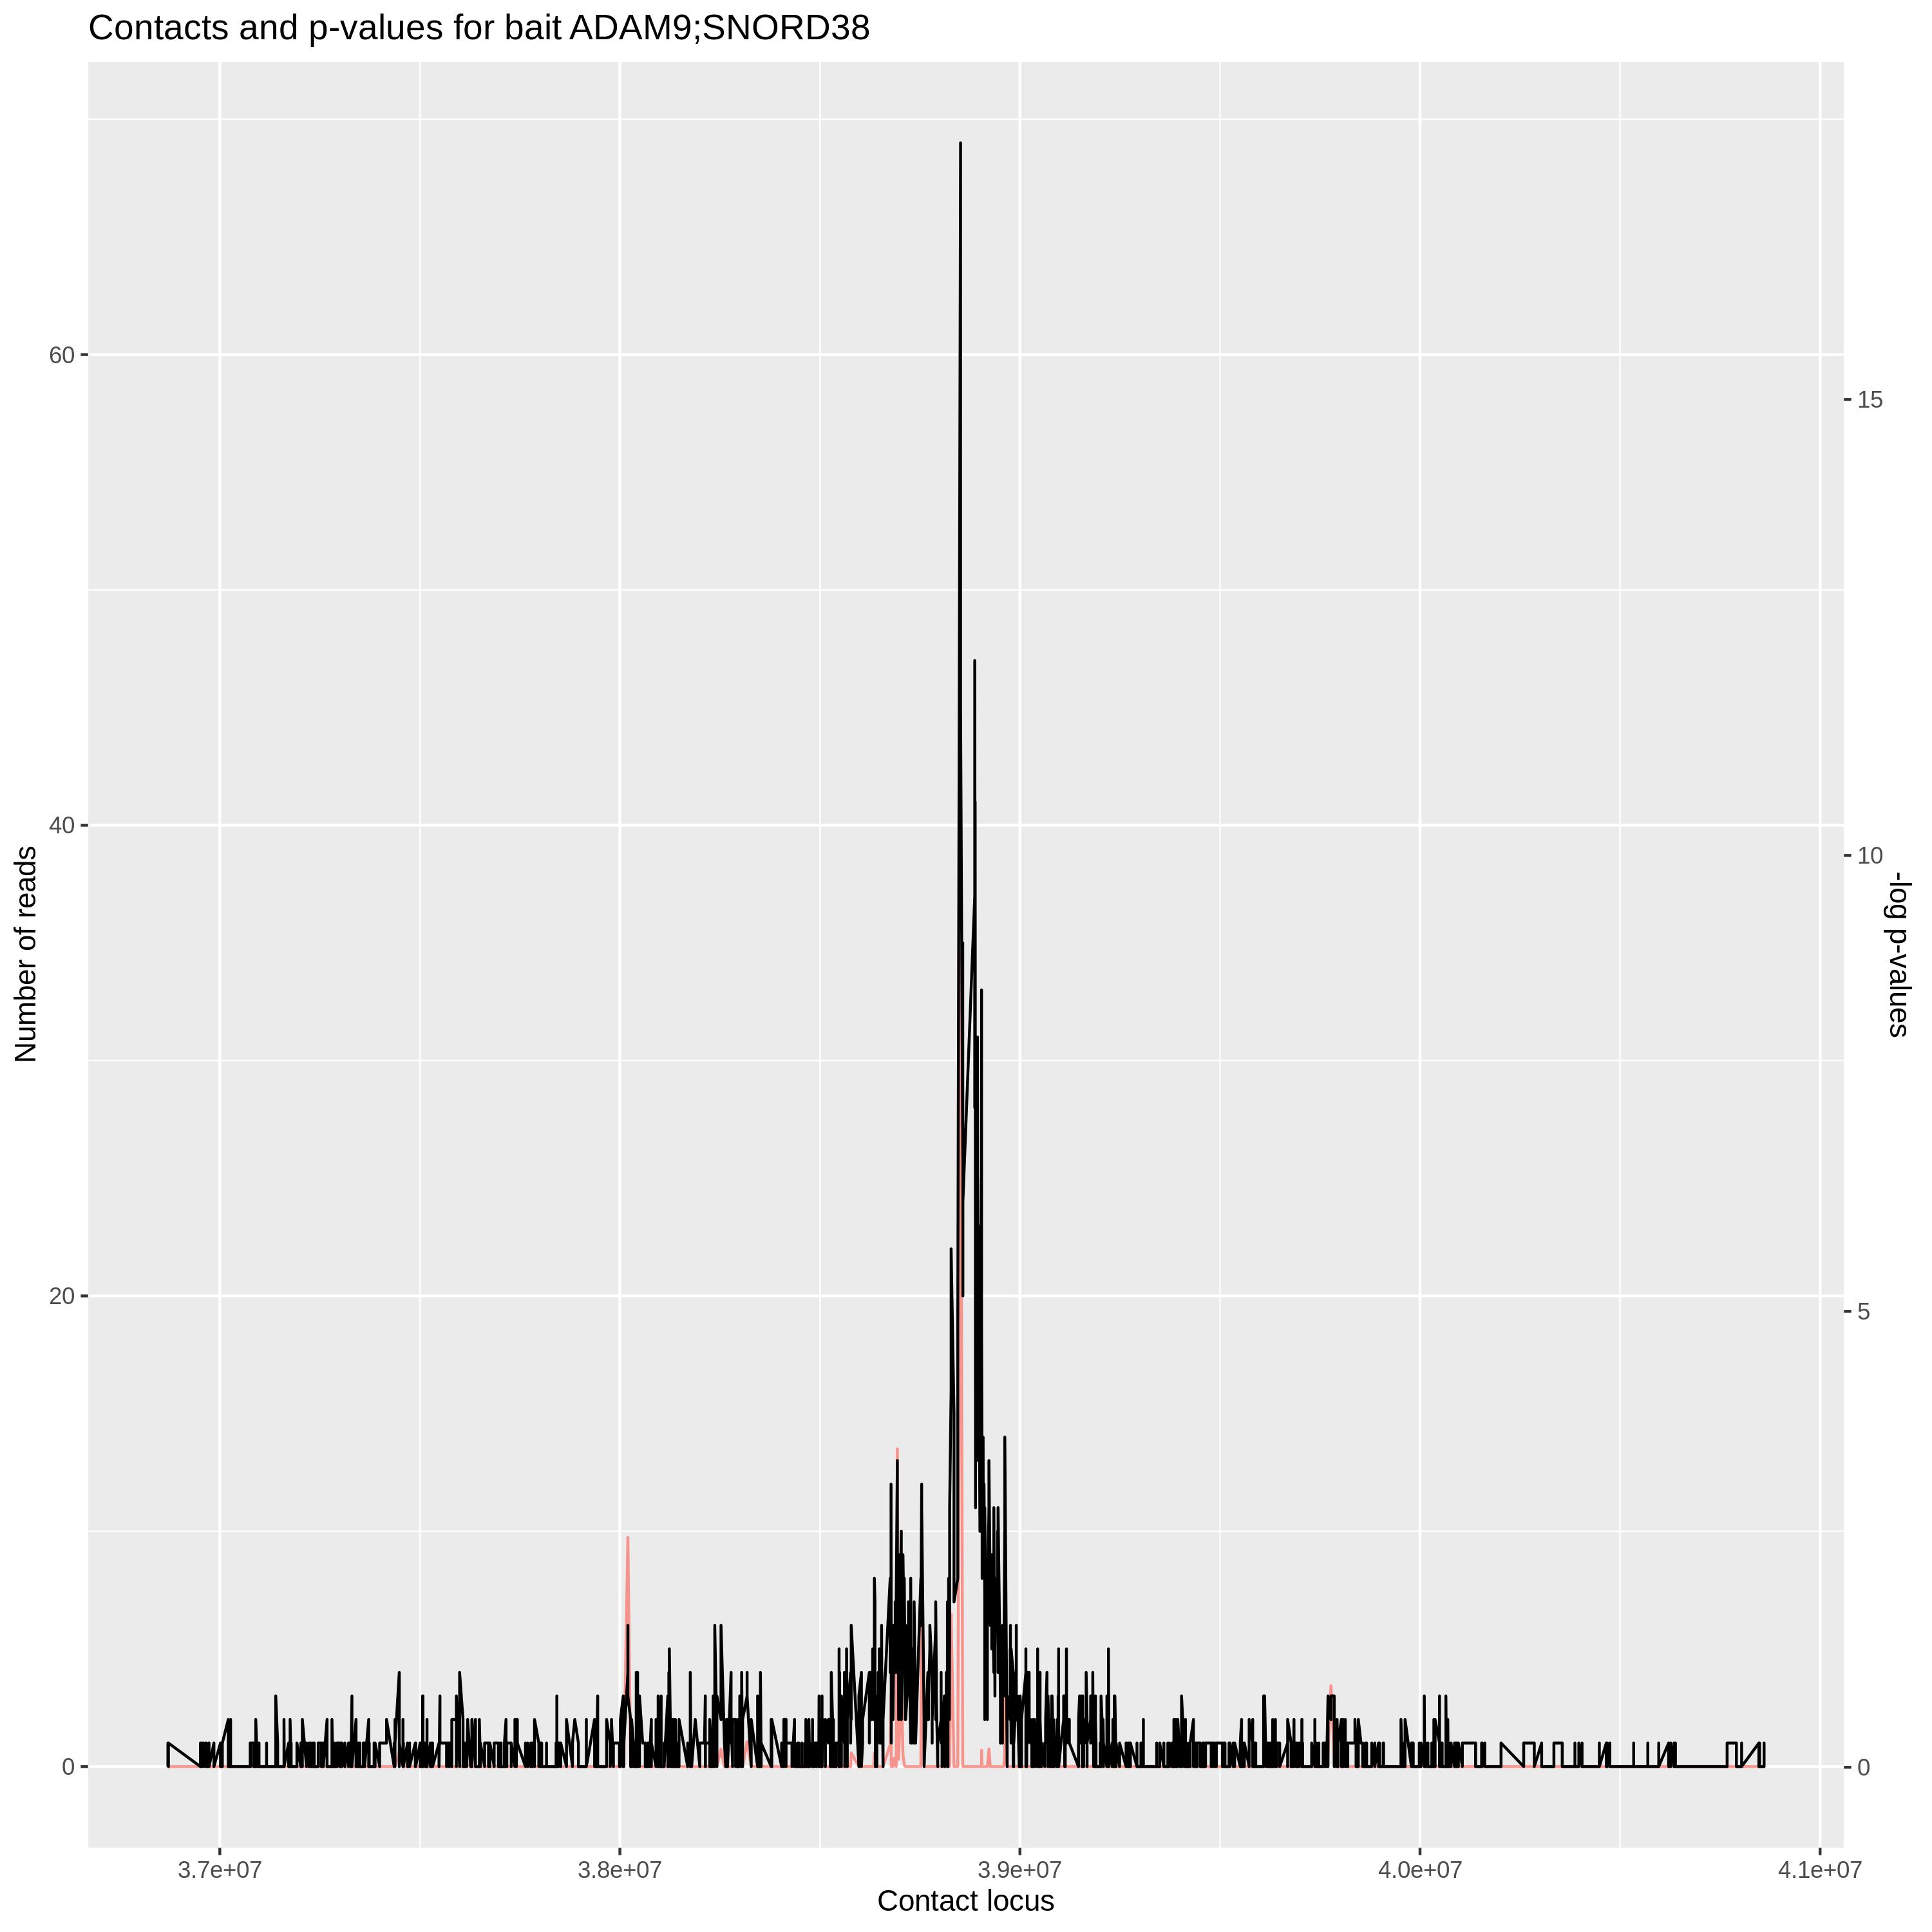 Contacts and p-values for bait ADAM9;SNORD38
60
40
20
0
Number of reads
15
10
5
0
-log p-values
3.7e+07
3.8e+07
3.9e+07
4.0e+07
4.1e+07
Contact locus